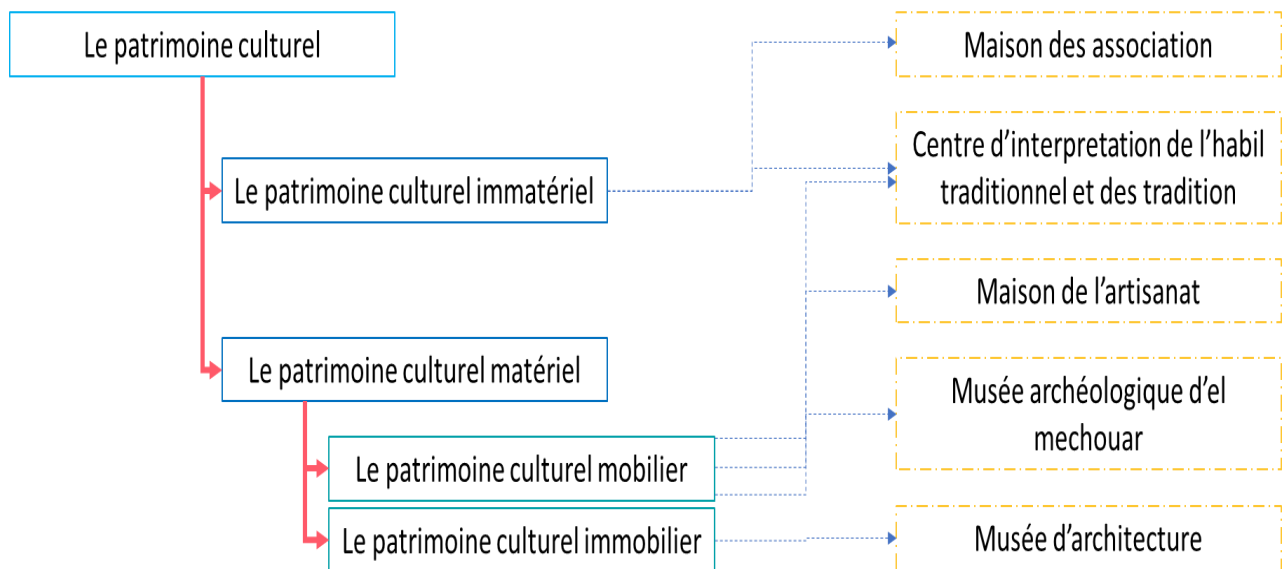 Le patrimoine culturel
Le patrimoine culturel immatériel
Le patrimoine culturel matériel
Le patrimoine culturel mobilier
Le patrimoine culturel immobilier
Maison des association
Centre d'interpretation de l'habil
traditionnel et des tradition
Maison de l'artisanat
Musée archéologique d'el
mechouar
Musée d'architecture